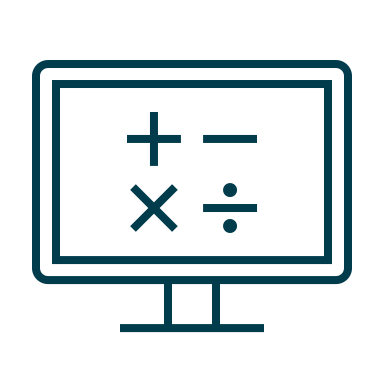 + −
× ÷